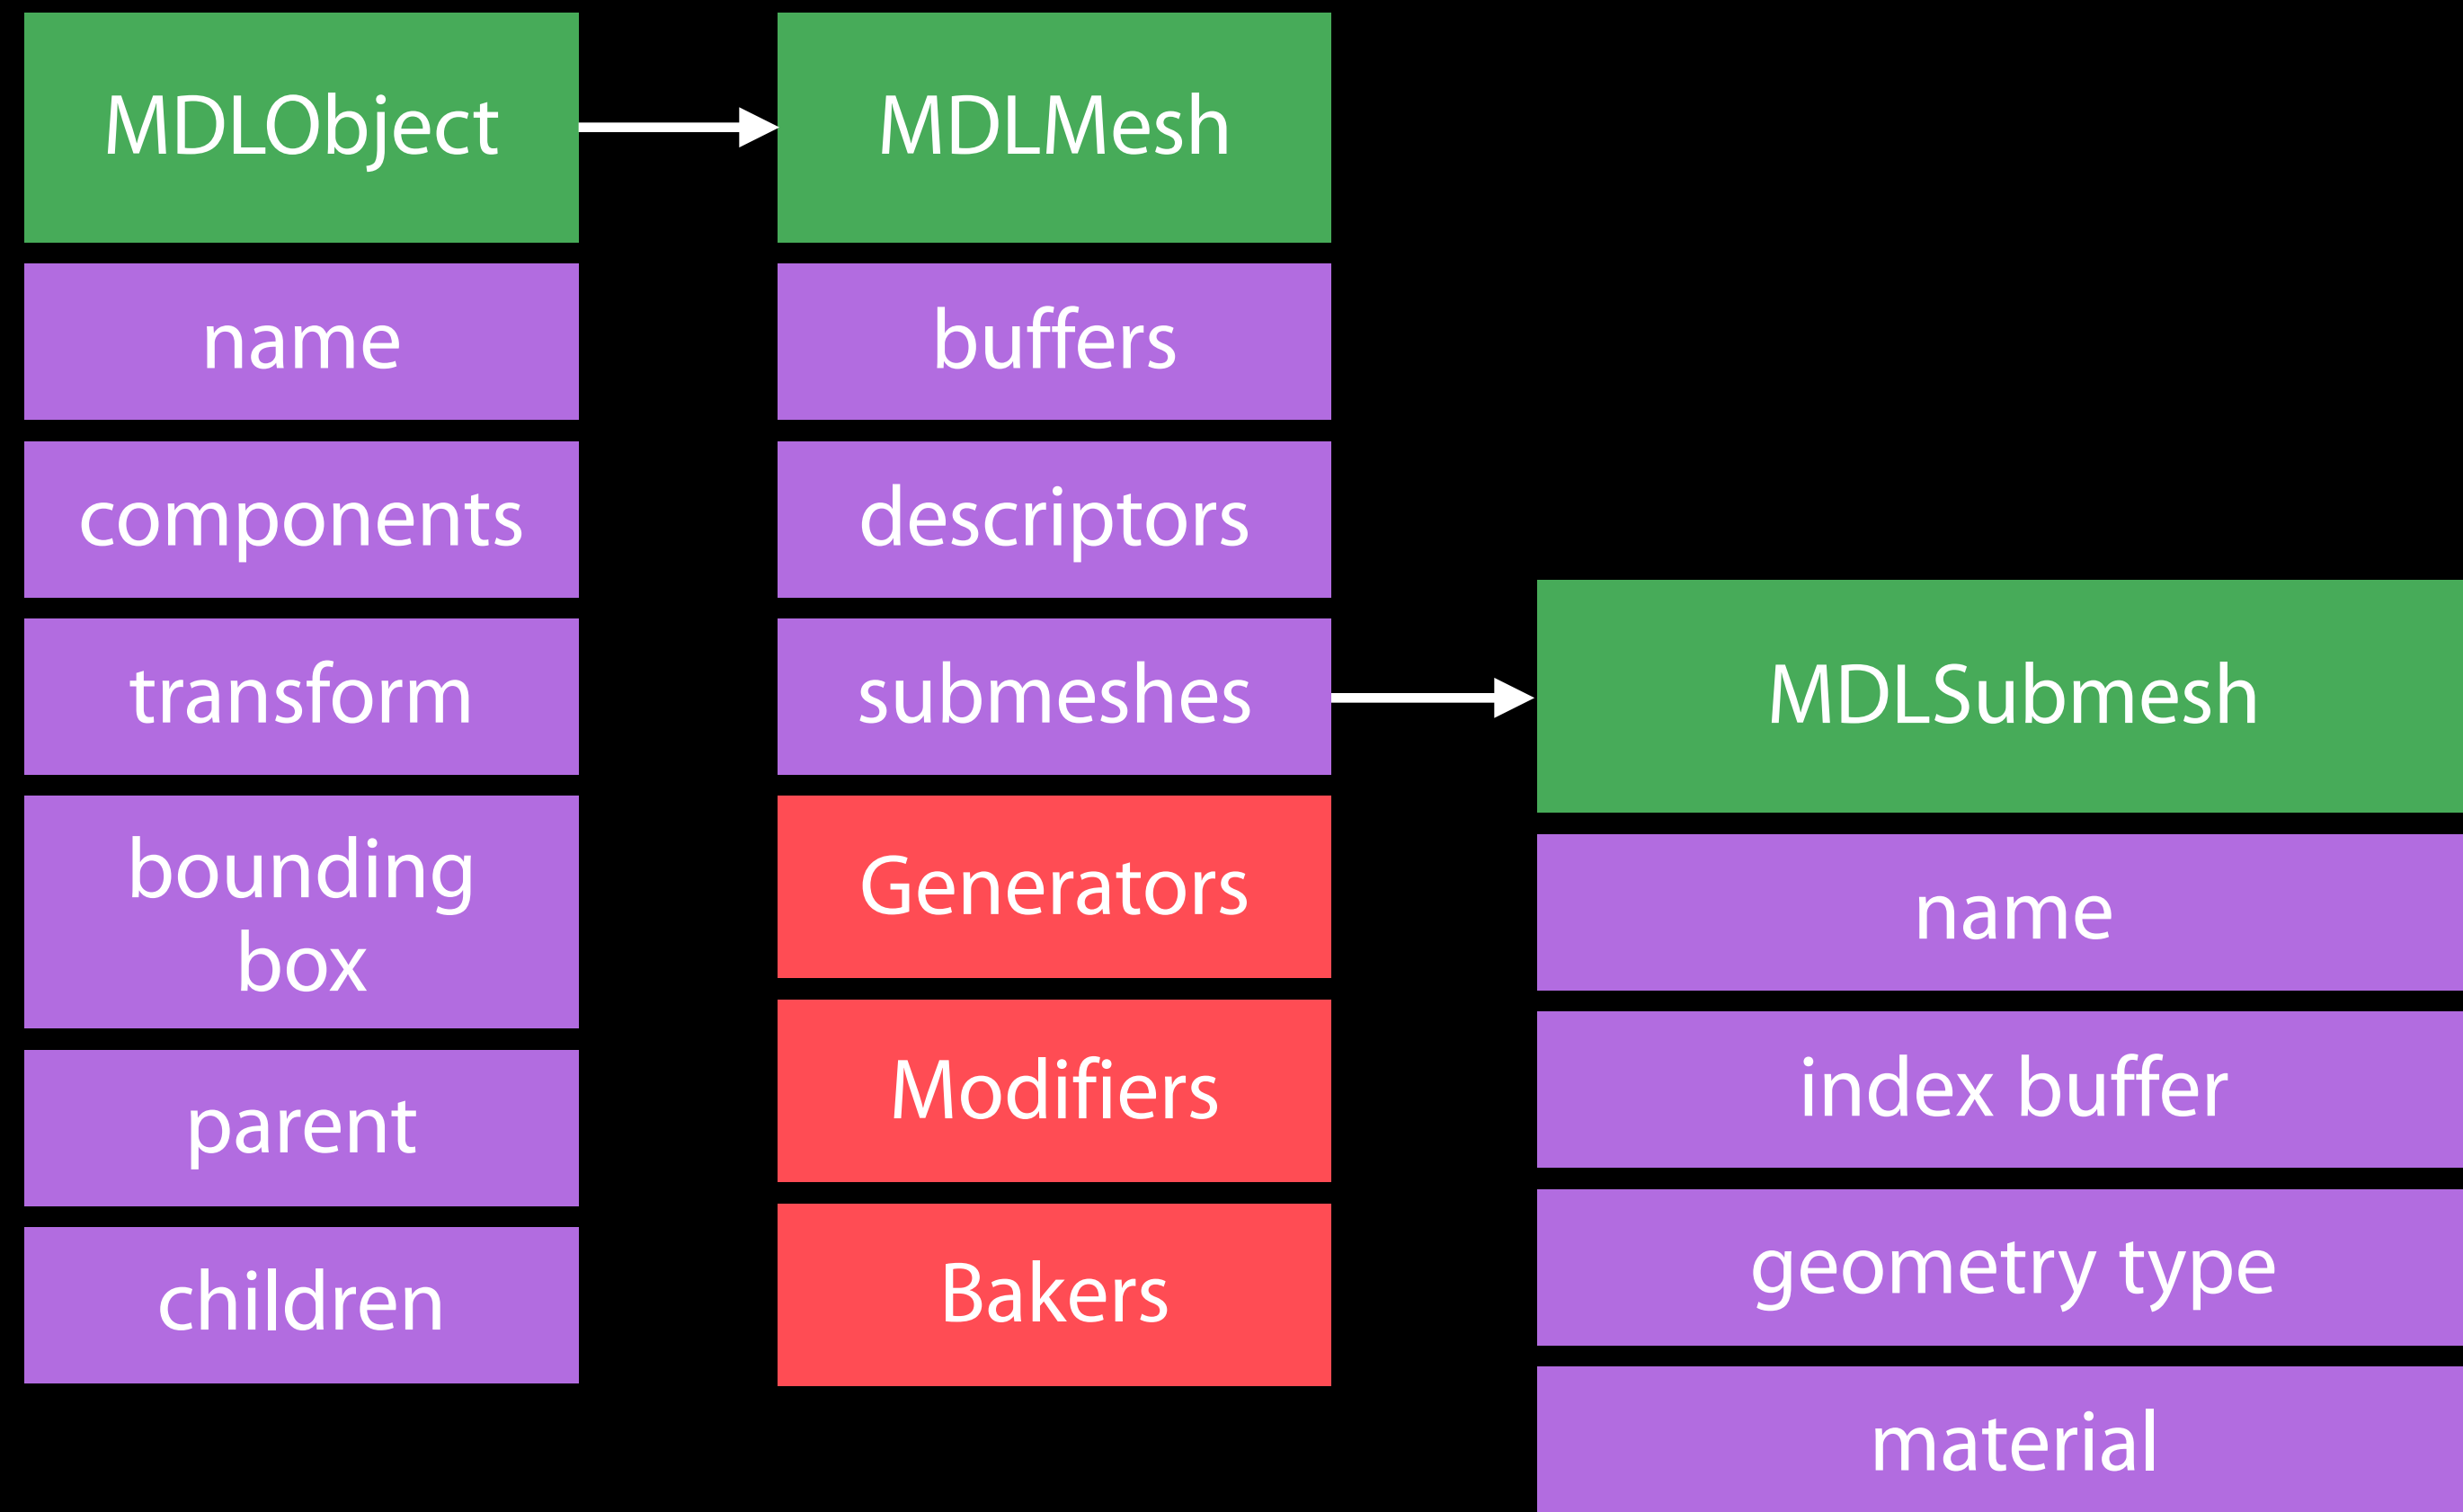 MDLObject
name
components
transform
bounding
box
parent
children
MDLMesh
buffers
descriptors
submeshes
Generators
Modifiers
Bakers
MDLSubmesh
name
index buffer
geometry type
material